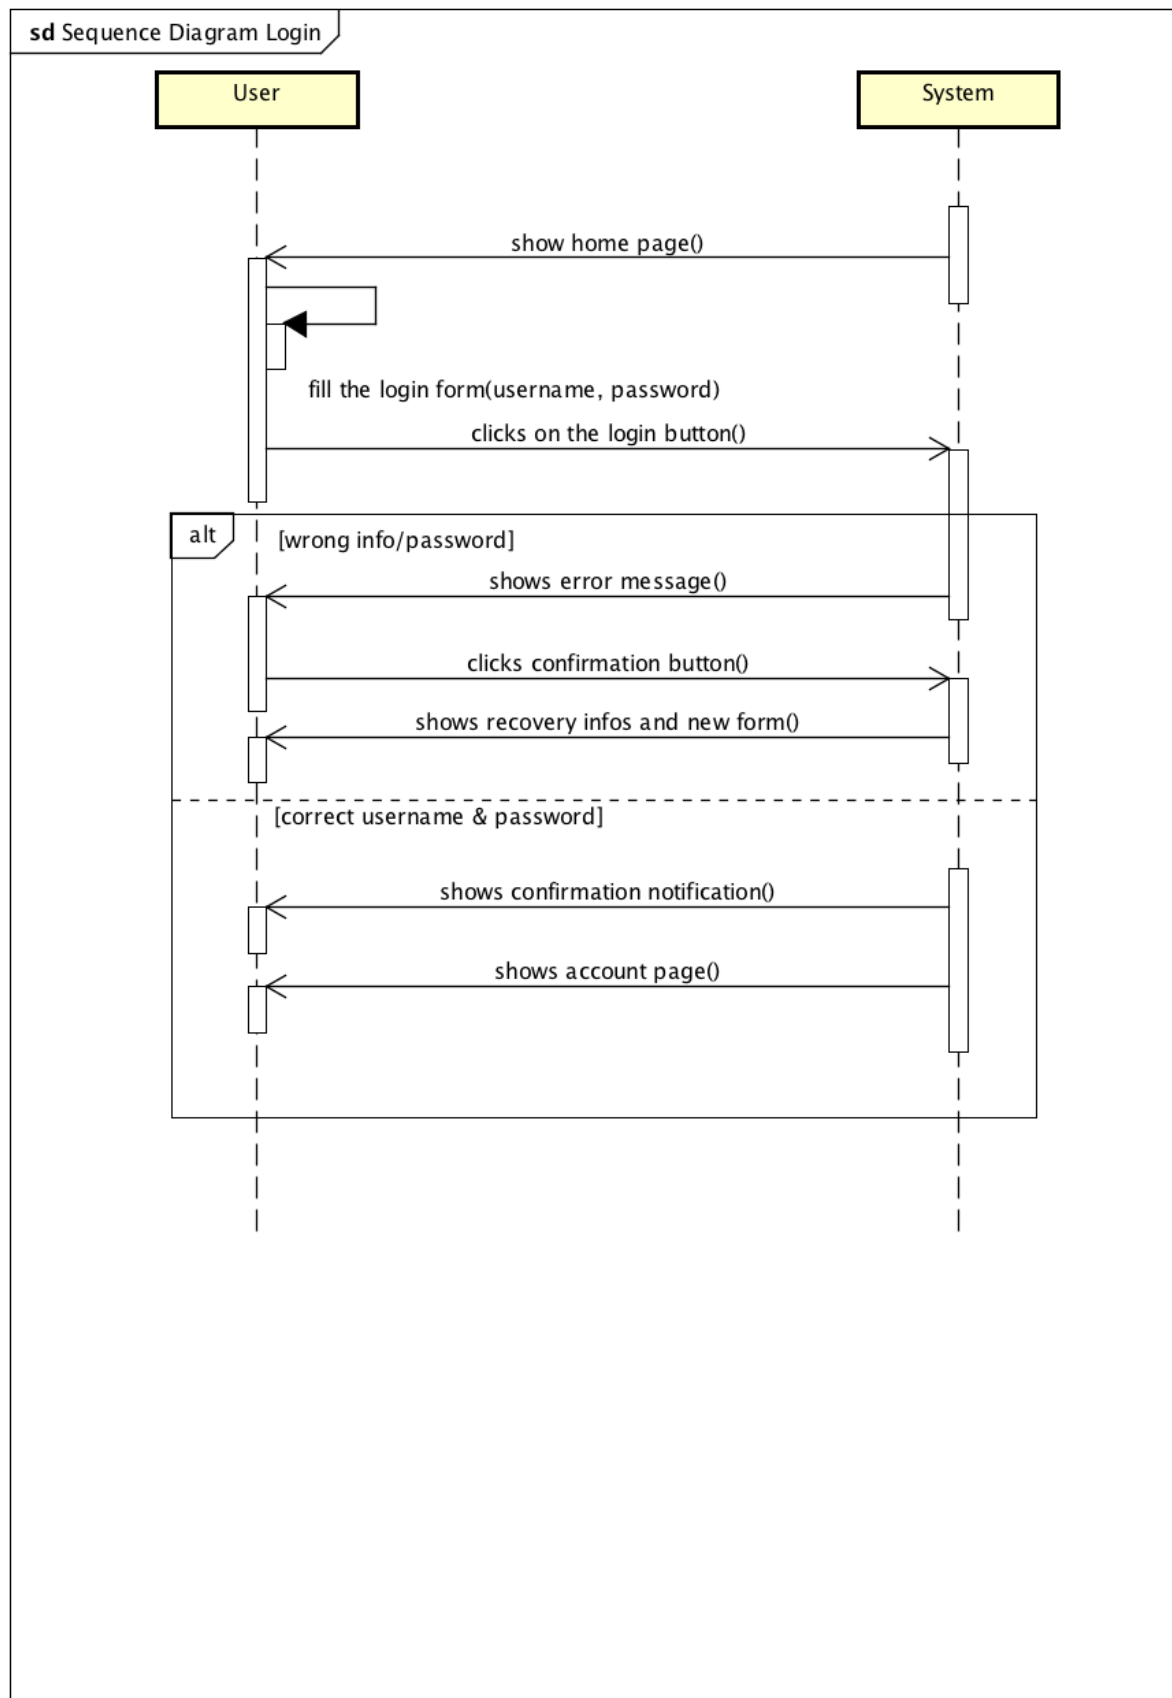 sd Sequence Diagram Login
User
System
show home page()
fill the login form(username, password)
clicks on the login button()
alt
[wrong info/password]
shows error message()
clicks confirmation button()
shows recovery infos and new form()
[correct username & password]
shows confirmation notification()
shows account page()